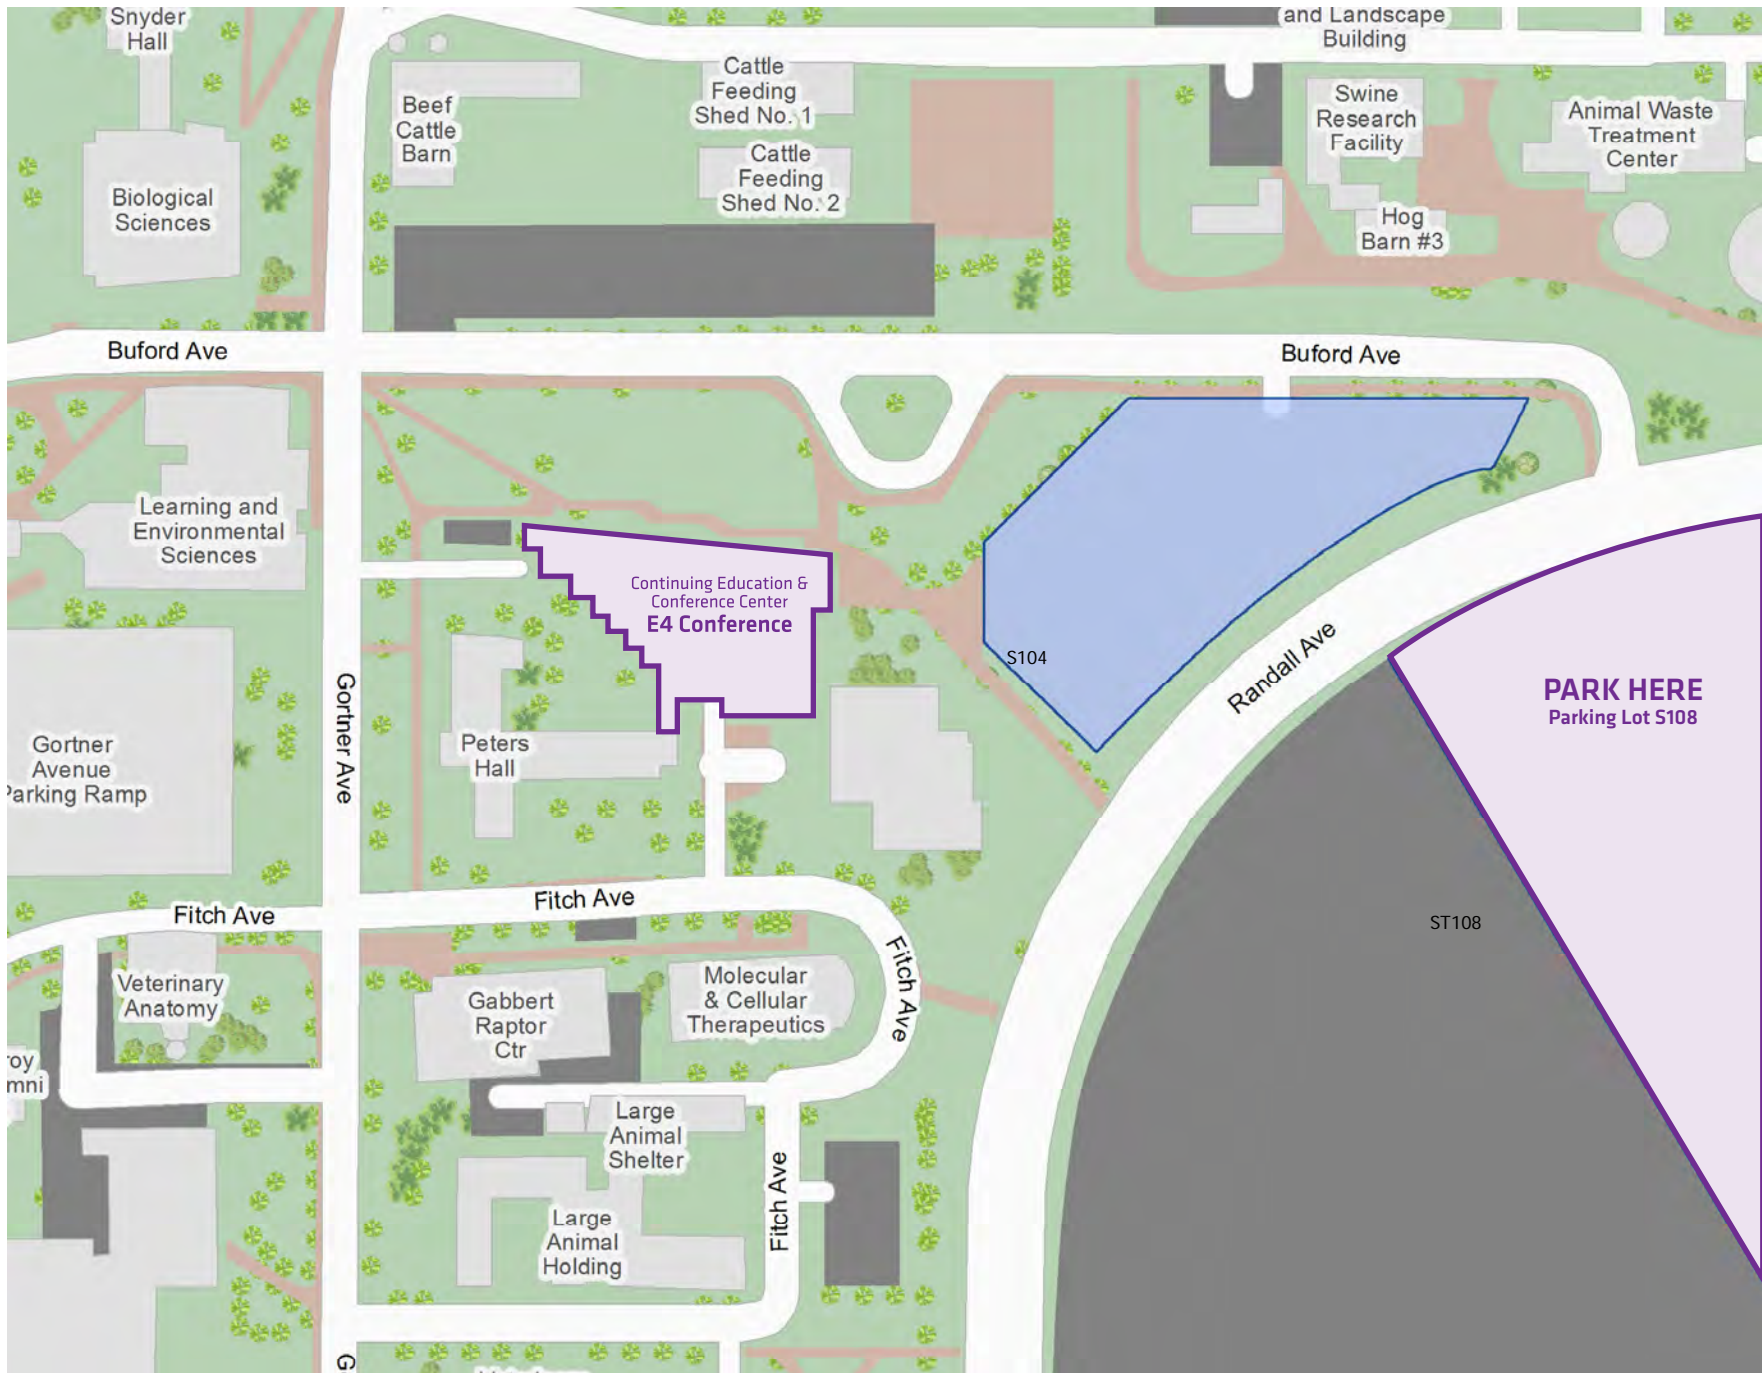 Snyder
Hall
and Landscape
Building
Cattle
Feeding
Shed No. 1
Beef
Cattle
Barn
Swine
Research
Facility
Animal Waste
Treatment
Center
Cattle
Feeding
Shed No. 2
Biological
Sciences
Hog
Barn #3
Buford Ave
Buford Ave
Learning and
Environmental
Sciences
Continuing Education &
Conference Center
E4 Conference
S104
Randall Ave
PARK HERE
Parking Lot S108
Gortner Ave
Gortner
Avenue
Parking Ramp
Peters
Hall
Fitch Ave
Fitch Ave
ST108
Fitch Ave
Veterinary
Anatomy
Gabbert
Raptor
Ctr
Molecular
& Cellular
Therapeutics
roy
mni
Large
Animal
Shelter
Fitch Ave
Large
Animal
Holding
G